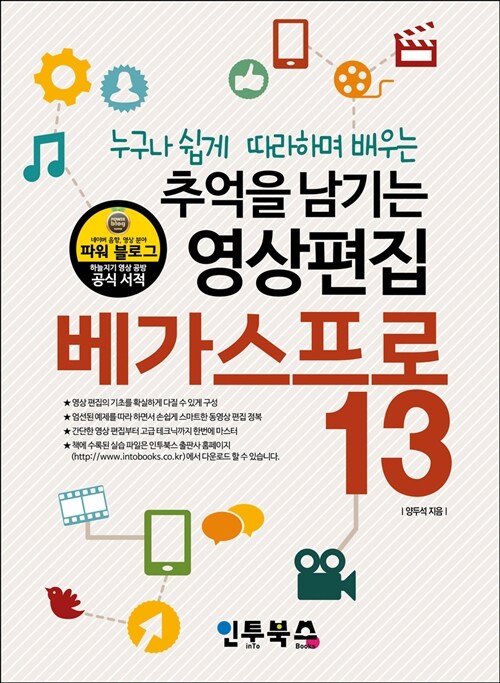 누구나 쉽게 따라하며 배우는
추억을 남기는
영상편집
power
blog
네이버 음향, 영상 분야
파워 블로그
하늘지기 영상 공방
공식 서적
베가스프로
13
★ 영상 편집의 기초를 확실하게 다질 수 있게 구성
★ 엄선된 예제를 따라 하면서 손쉽게 스마트한 동영상 편집 정복
★ 간단한 영상 편집부터 고급 테크닉까지 한번에 마스터
★ 책에 수록된 실습 파일은 인투북스 출판사 홈페이지
(http://www.intobooks.co.kr)에서 다운로드 할 수 있습니다.
| 양두석 지음 |
인투북스
inTo Books